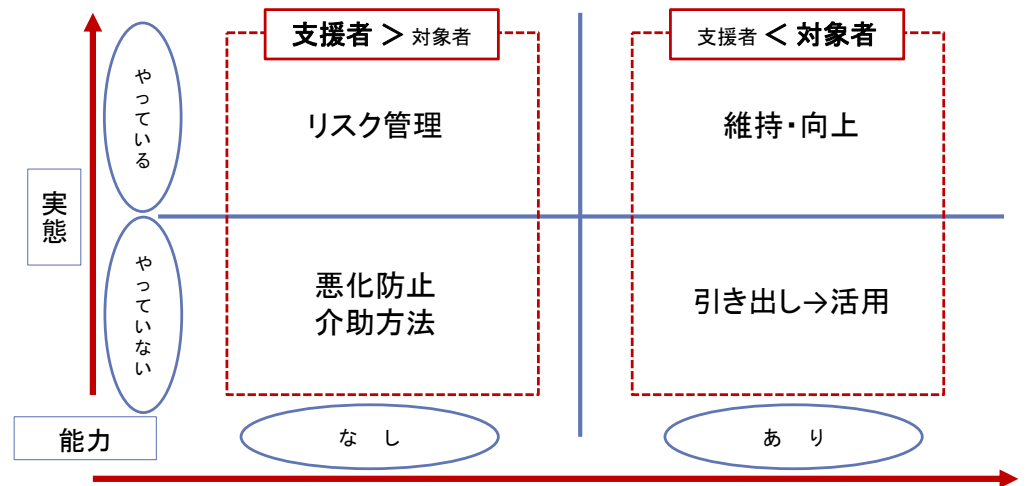 支援者 > 対象者
支援者 < 対象者
やっている
リスク管理
維持・向上
実態
やっていない
悪化防止
介助方法
引き出し→活用
能力
なし
あり